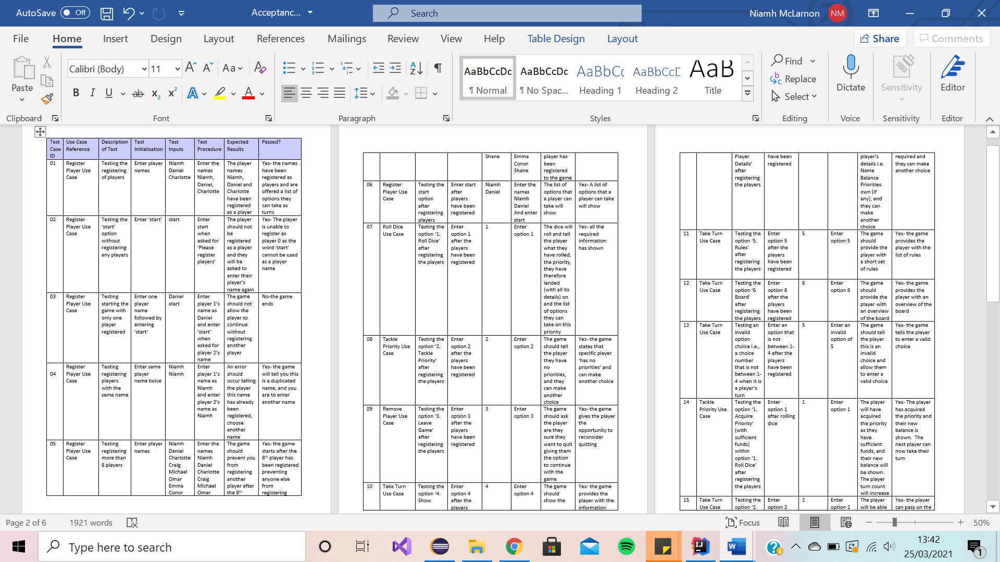 AutoSave Off Acceptanc... Search Niamh McLarnon NM
File Home Insert Design Layout References Mailings Review View Help Table Design Layout Share Comments
Paste Calibri (Body) 11 Aa AaBbCcDc AaBbCcDc AaBbCc AaBbCcD AaB Find Replace Select Dictate Sensitivity Editor
¶ Normal ¶ No Spac... Heading 1 Heading 2 Title
Clipboard Font Paragraph Styles Editing Voice Sensitivity Editor
Test Case ID
Use Case Reference
Description of Test
Test Initialisation
Test Inputs
Test Procedure
Expected Results
Passed?
01
Register Player Use Case
Testing the registering of players
Enter player names
Niamh Daniel Charlotte
Enter the names Niamh, Daniel, Charlotte
The player names Niamh, Daniel and Charlotte have been registered as a player
Yes- the names have been registered as players and are offered a list of options they can take as turns
02
Register Player Use Case
Testing the ‘start’ option without registering any players
Enter ‘start’
start
Enter start when asked for ‘Please register players’
The player should not be registered as a player and they will be asked to enter their player’s name again
Yes- The player is unable to register as player 0 as the word ‘start’ cannot be used as a player name
03
Register Player Use Case
Testing starting the game with only one player registered
Enter one player name followed by entering ‘start’
Daniel start
Enter player 1’s name as Daniel and enter ‘start’ when asked for player 2’s name
The game should not allow the player to continue without registering another player
No-the game ends
04
Register Player Use Case
Testing registering players with the same name
Enter same player name twice
Niamh Niamh
Enter player 1’s name as Niamh and enter player 2’s name as Niamh
An error should occur telling the player this name has already been registered, choose another name
Yes- the game will tell you this is a duplicated name, and you are to enter another name
05
Register Player Use Case
Testing registering more than 8 players
Enter player names
Niamh Daniel Charlotte Craig Michael Omar Emma Conor
Enter the names Niamh Daniel Charlotte Craig Michael Omar
The game should prevent you from registering another player after the 8th
Yes- the game starts after the 8th player has been registered preventing anyone else from registering
Shane
Emma Conor Shane
player has been registered to the game
06
Register Player Use Case
Testing the start option after registering players
Enter start after players have been registered
Niamh Daniel
Enter the names Niamh Daniel And enter start
The list of options that a player can take will show
Yes- A list of options that a player can take will show
07
Roll Dice Use Case
Testing the option ‘1. Roll Dice’ after registering the players
Enter option 1 after the players have been registered
1
Enter option 1
The dice will roll and tell the player what they have rolled, the priority, they have therefore landed (with all its details) on and the list of options they can take on this priority
Yes- all the required information has shown
08
Tackle Priority Use Case
Testing the option ‘2. Tackle Priority’ after registering the players
Enter option 2 after the players have been registered
2
Enter option 2
The game should tell the player they have no priorities, and they can make another choice
Yes- the game states that specific player ‘has no priorities’ and can make another choice
09
Remove Player Use Case
Testing the option ‘3. Leave Game’ after registering the players
Enter option 3 after the players have been registered
3
Enter option 3
The game should ask the player are they sure they want to quit giving them the option to continue with the game
Yes- the game gives the player the opportunity to reconsider quitting
10
Take Turn Use Case
Testing the option ‘4. Show
Enter option 4 after the players
4
Enter option 4
The game should show the
Yes- the game provides the player with the information
Player Details’ after registering the players
have been registered
player’s details i.e. Name Balance Priorities own (if any), and they can make another choice
required and they can make another choice
11
Take Turn Use Case
Testing the option ‘5. Rules’ after registering the players
Enter option 5 after the players have been registered
5
Enter option 5
The game should provide the player with a short set of rules
Yes- the game provides the player with the list of rules
12
Take Turn Use Case
Testing the option ‘6 Board’ after registering the players
Enter option 6 after the players have been registered
6
Enter option 6
The game should provide the player with an overview of the board
Yes- the game provides the player with an overview of the board
13
Take Turn Use Case
Testing an invalid option choice i.e., a choice number that is not between 1-4 when it is a player’s turn
Enter an option that is not between 1-4 after the players have been registered
5
Enter an invalid option of 5
The game should tell the player this is an invalid choice and allow them to enter a valid choice
Yes- the game tells the player to enter a valid choice
14
Tackle Priority Use Case
Testing the option ‘1. Acquire Priority’ (with sufficient funds) within option ‘1. Roll Dice’ after registering the players
Enter option 1 after rolling dice
1
Enter option 1
The player will have acquired the priority as they have sufficient funds, and their new balance will be shown. The player turn count will increase
Yes- The player has acquired the priority and their new balance is shown. The next player can now take their turn
15
Take Turn Use Case
Testing the option ‘2.
Enter option 2
2
Enter option 2
The player will be able
Yes- the player can pass on the
Page 2 of 6 1921 words Focus 50%
Type here to search 13:42
25/03/2021 1